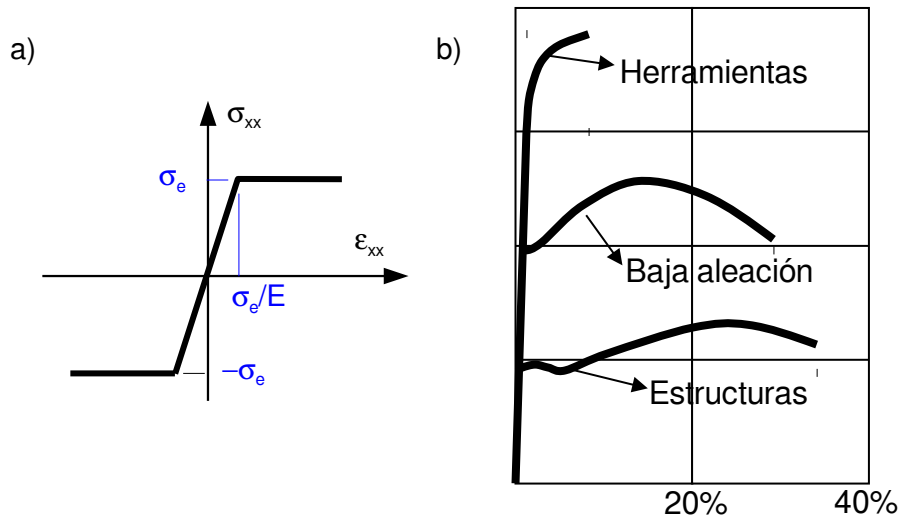 a)
σxx
σe
εxx
σe/E
−σe
b)
Herramientas
Baja aleación
Estructuras
20%
40%